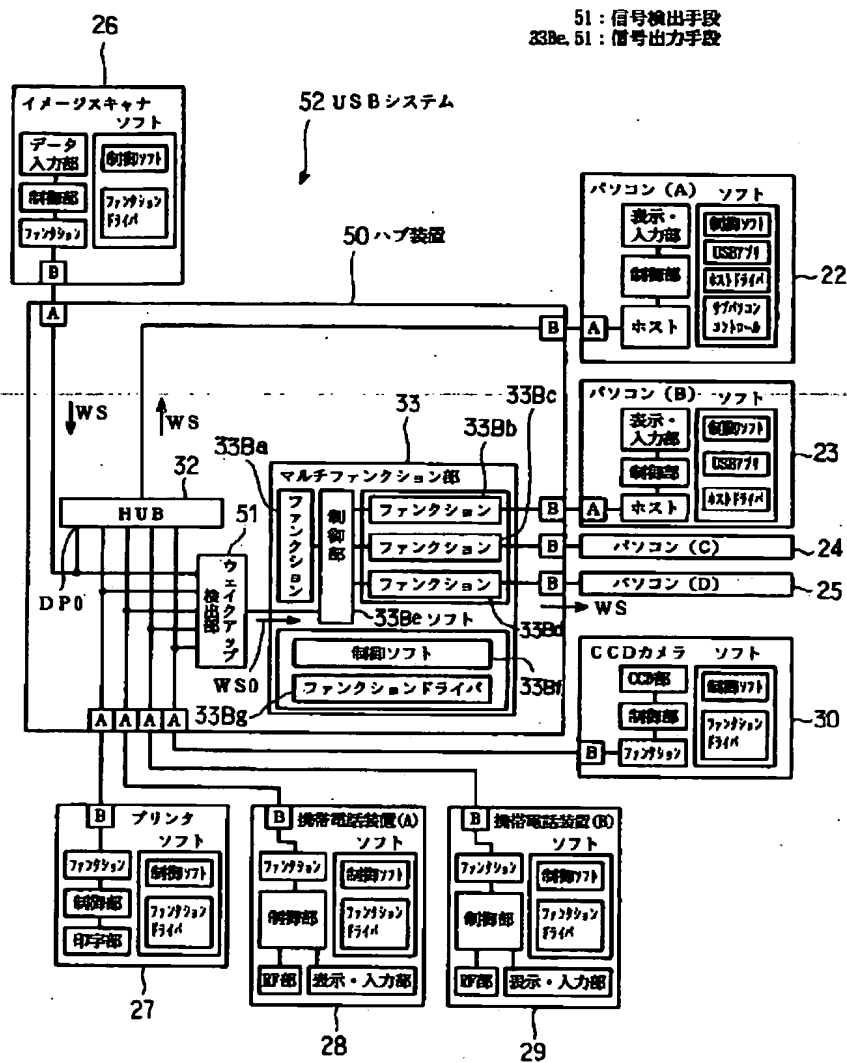 51：信号検出手段
33Be, 51：信号出力手段
26
イメージスキャナ
ソフト
データ
入力部
制御部
ファンクション
制御ソフト
ファンクション
ドライバ
B
52 USBシステム
50 ハブ装置
A
B
A
パソコン(A)
ソフト
表示・
入力部
制御部
ホスト
制御ソフト
USBアプリ
ホストドライバ
サブパソコン
コントロール
22
WS
WS
32
HUB
DP0
51
ウェイクアップ
検出部
WS0
33
マルチファンクション部
33Ba
ファンクション
制御部
33Bb
33Bc
ファンクション
ファンクション
ファンクション
33Bd
33Be
ソフト
制御ソフト
33Bf
ファンクションドライバ
33Bg
B
A
パソコン(B)
ソフト
表示・
入力部
制御部
ホスト
制御ソフト
USBアプリ
ホストドライバ
23
B
パソコン(C)
24
B
パソコン(D)
25
WS
CCDカメラ
ソフト
CCD部
制御部
ファンクション
制御ソフト
ファンクション
ドライバ
B
30
A
A
A
A
B
プリンタ
ソフト
ファンクション
制御部
印字部
制御ソフト
ファンクション
ドライバ
27
B
携帯電話装置(A)
ソフト
ファンクション
制御部
RF部
表示・入力部
制御ソフト
ファンクション
ドライバ
28
B
携帯電話装置(B)
ソフト
ファンクション
制御部
RF部
表示・入力部
制御ソフト
ファンクション
ドライバ
29